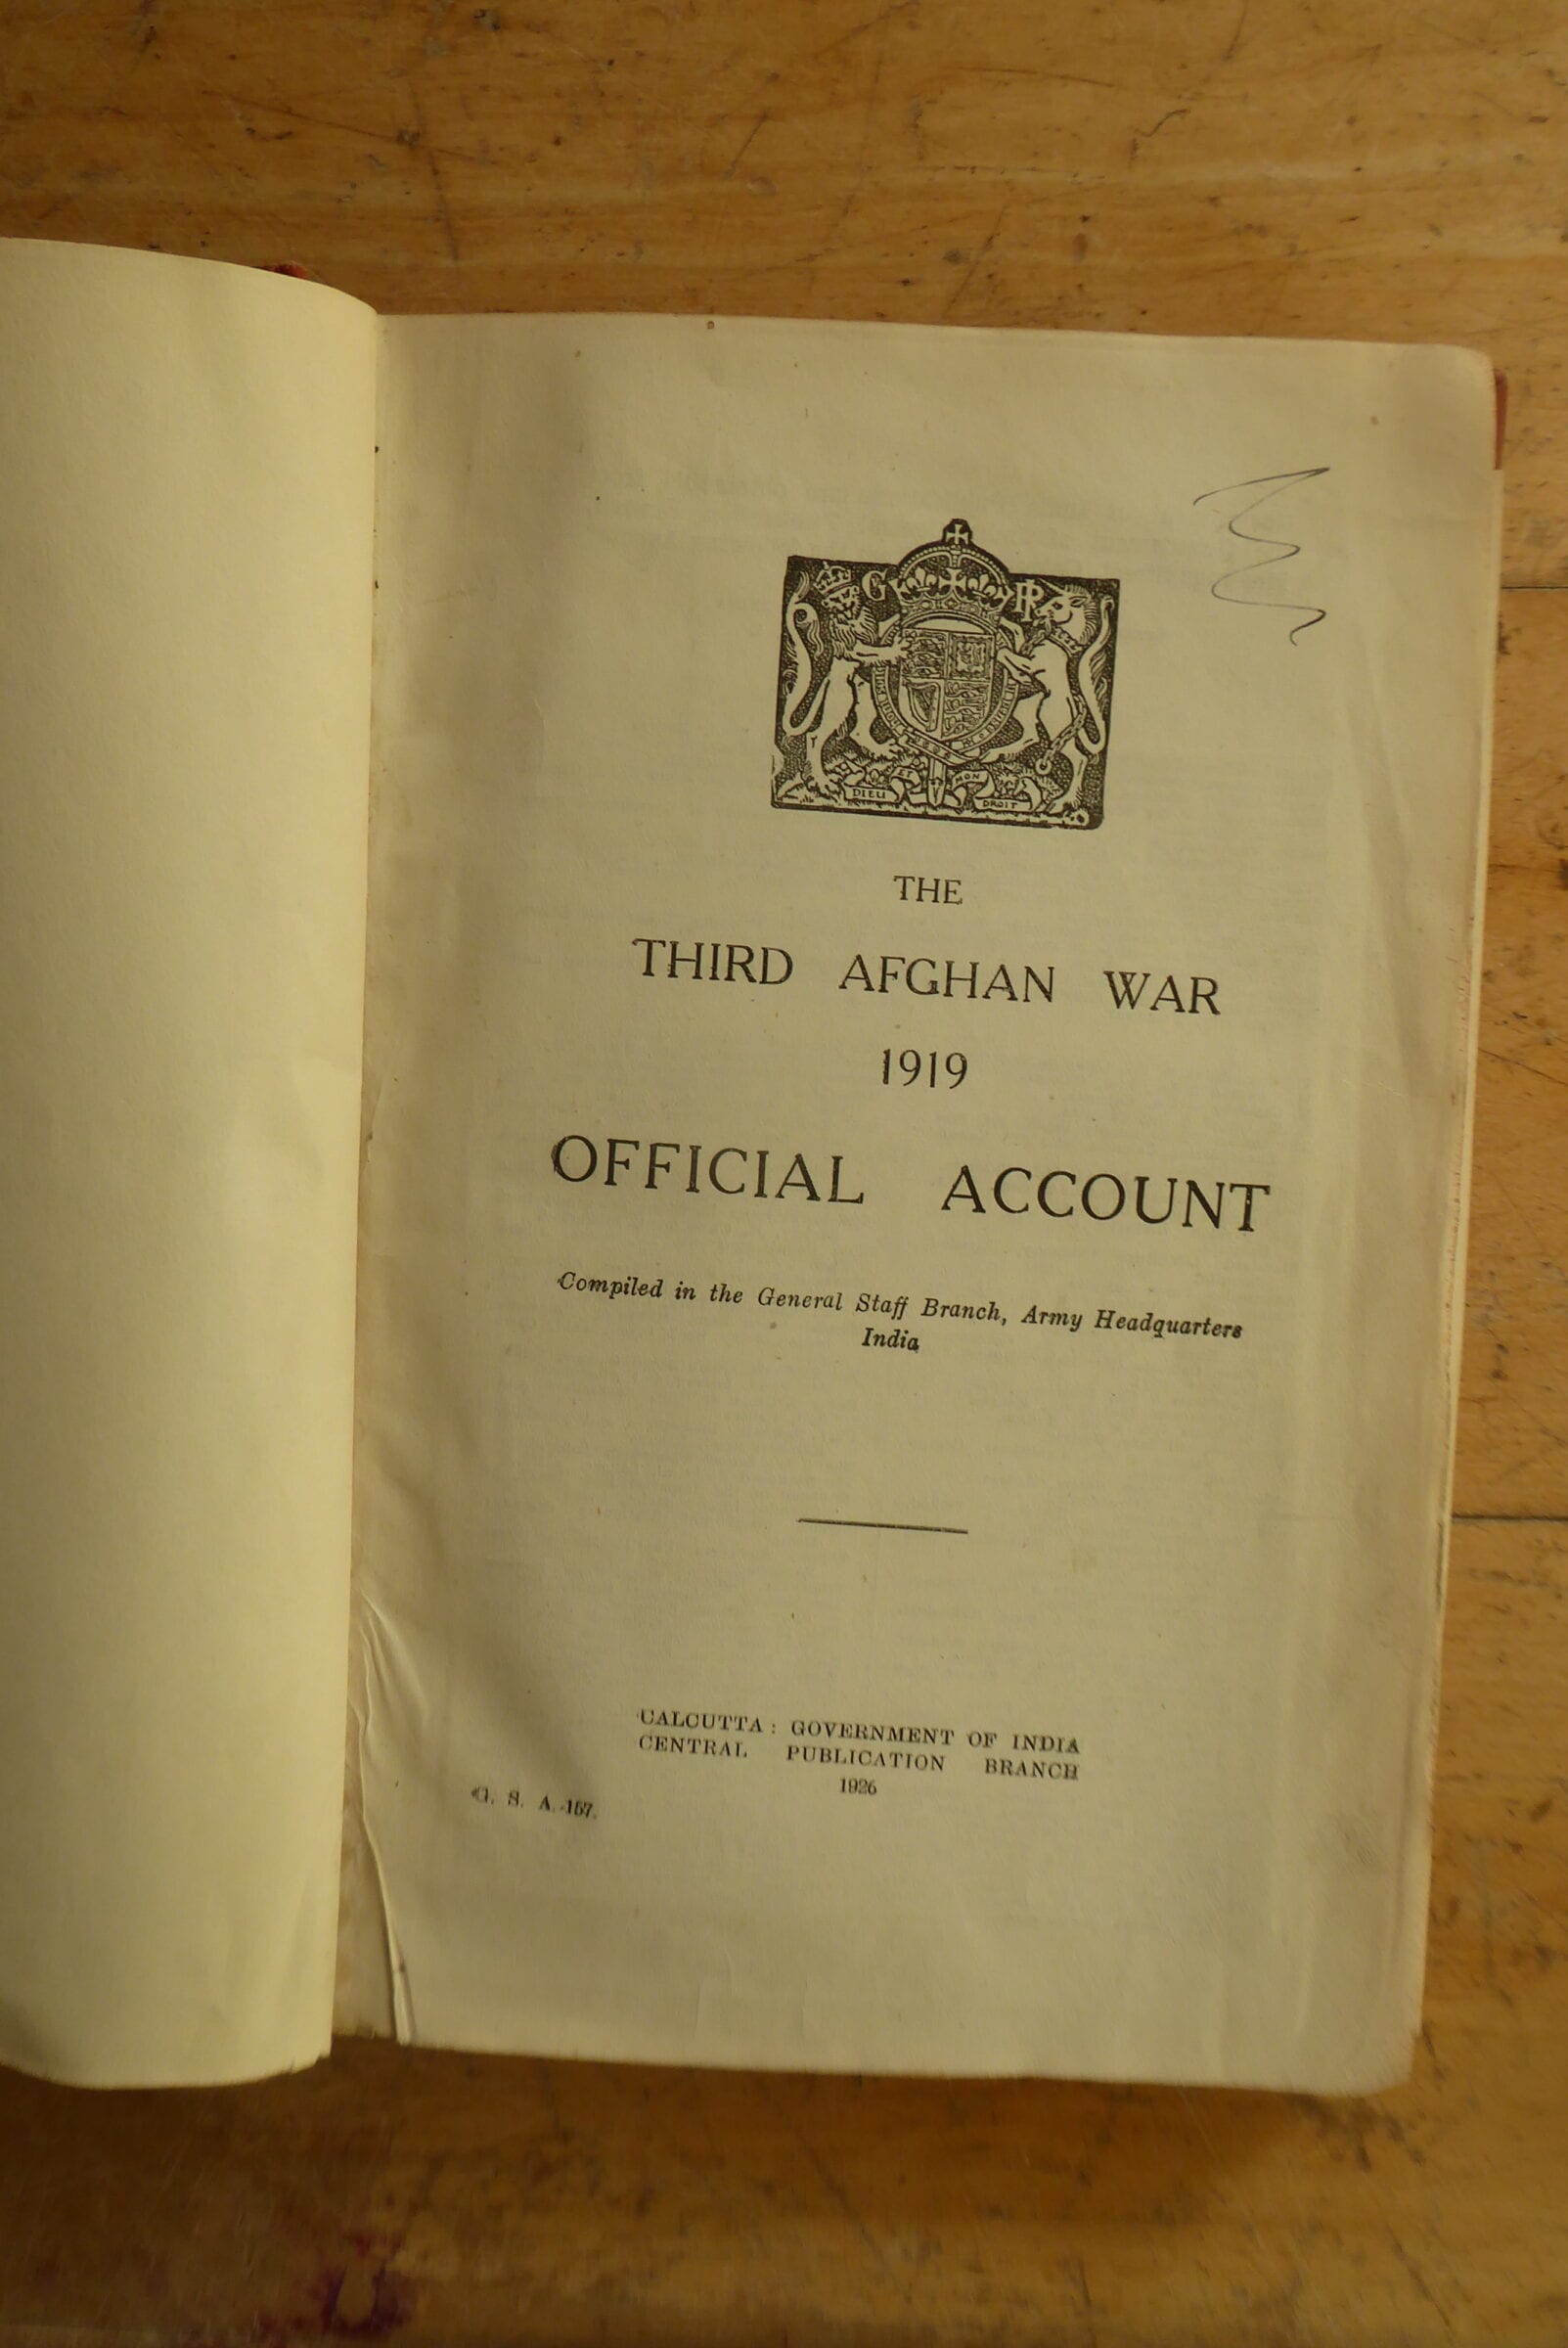 G RI
DIEU ET MON DROIT
THE
THIRD AFGHAN WAR
1919
OFFICIAL ACCOUNT
Compiled in the General Staff Branch, Army Headquarters
India
CALCUTTA: GOVERNMENT OF INDIA
CENTRAL PUBLICATION BRANCH
1926
G. S. A.-157.